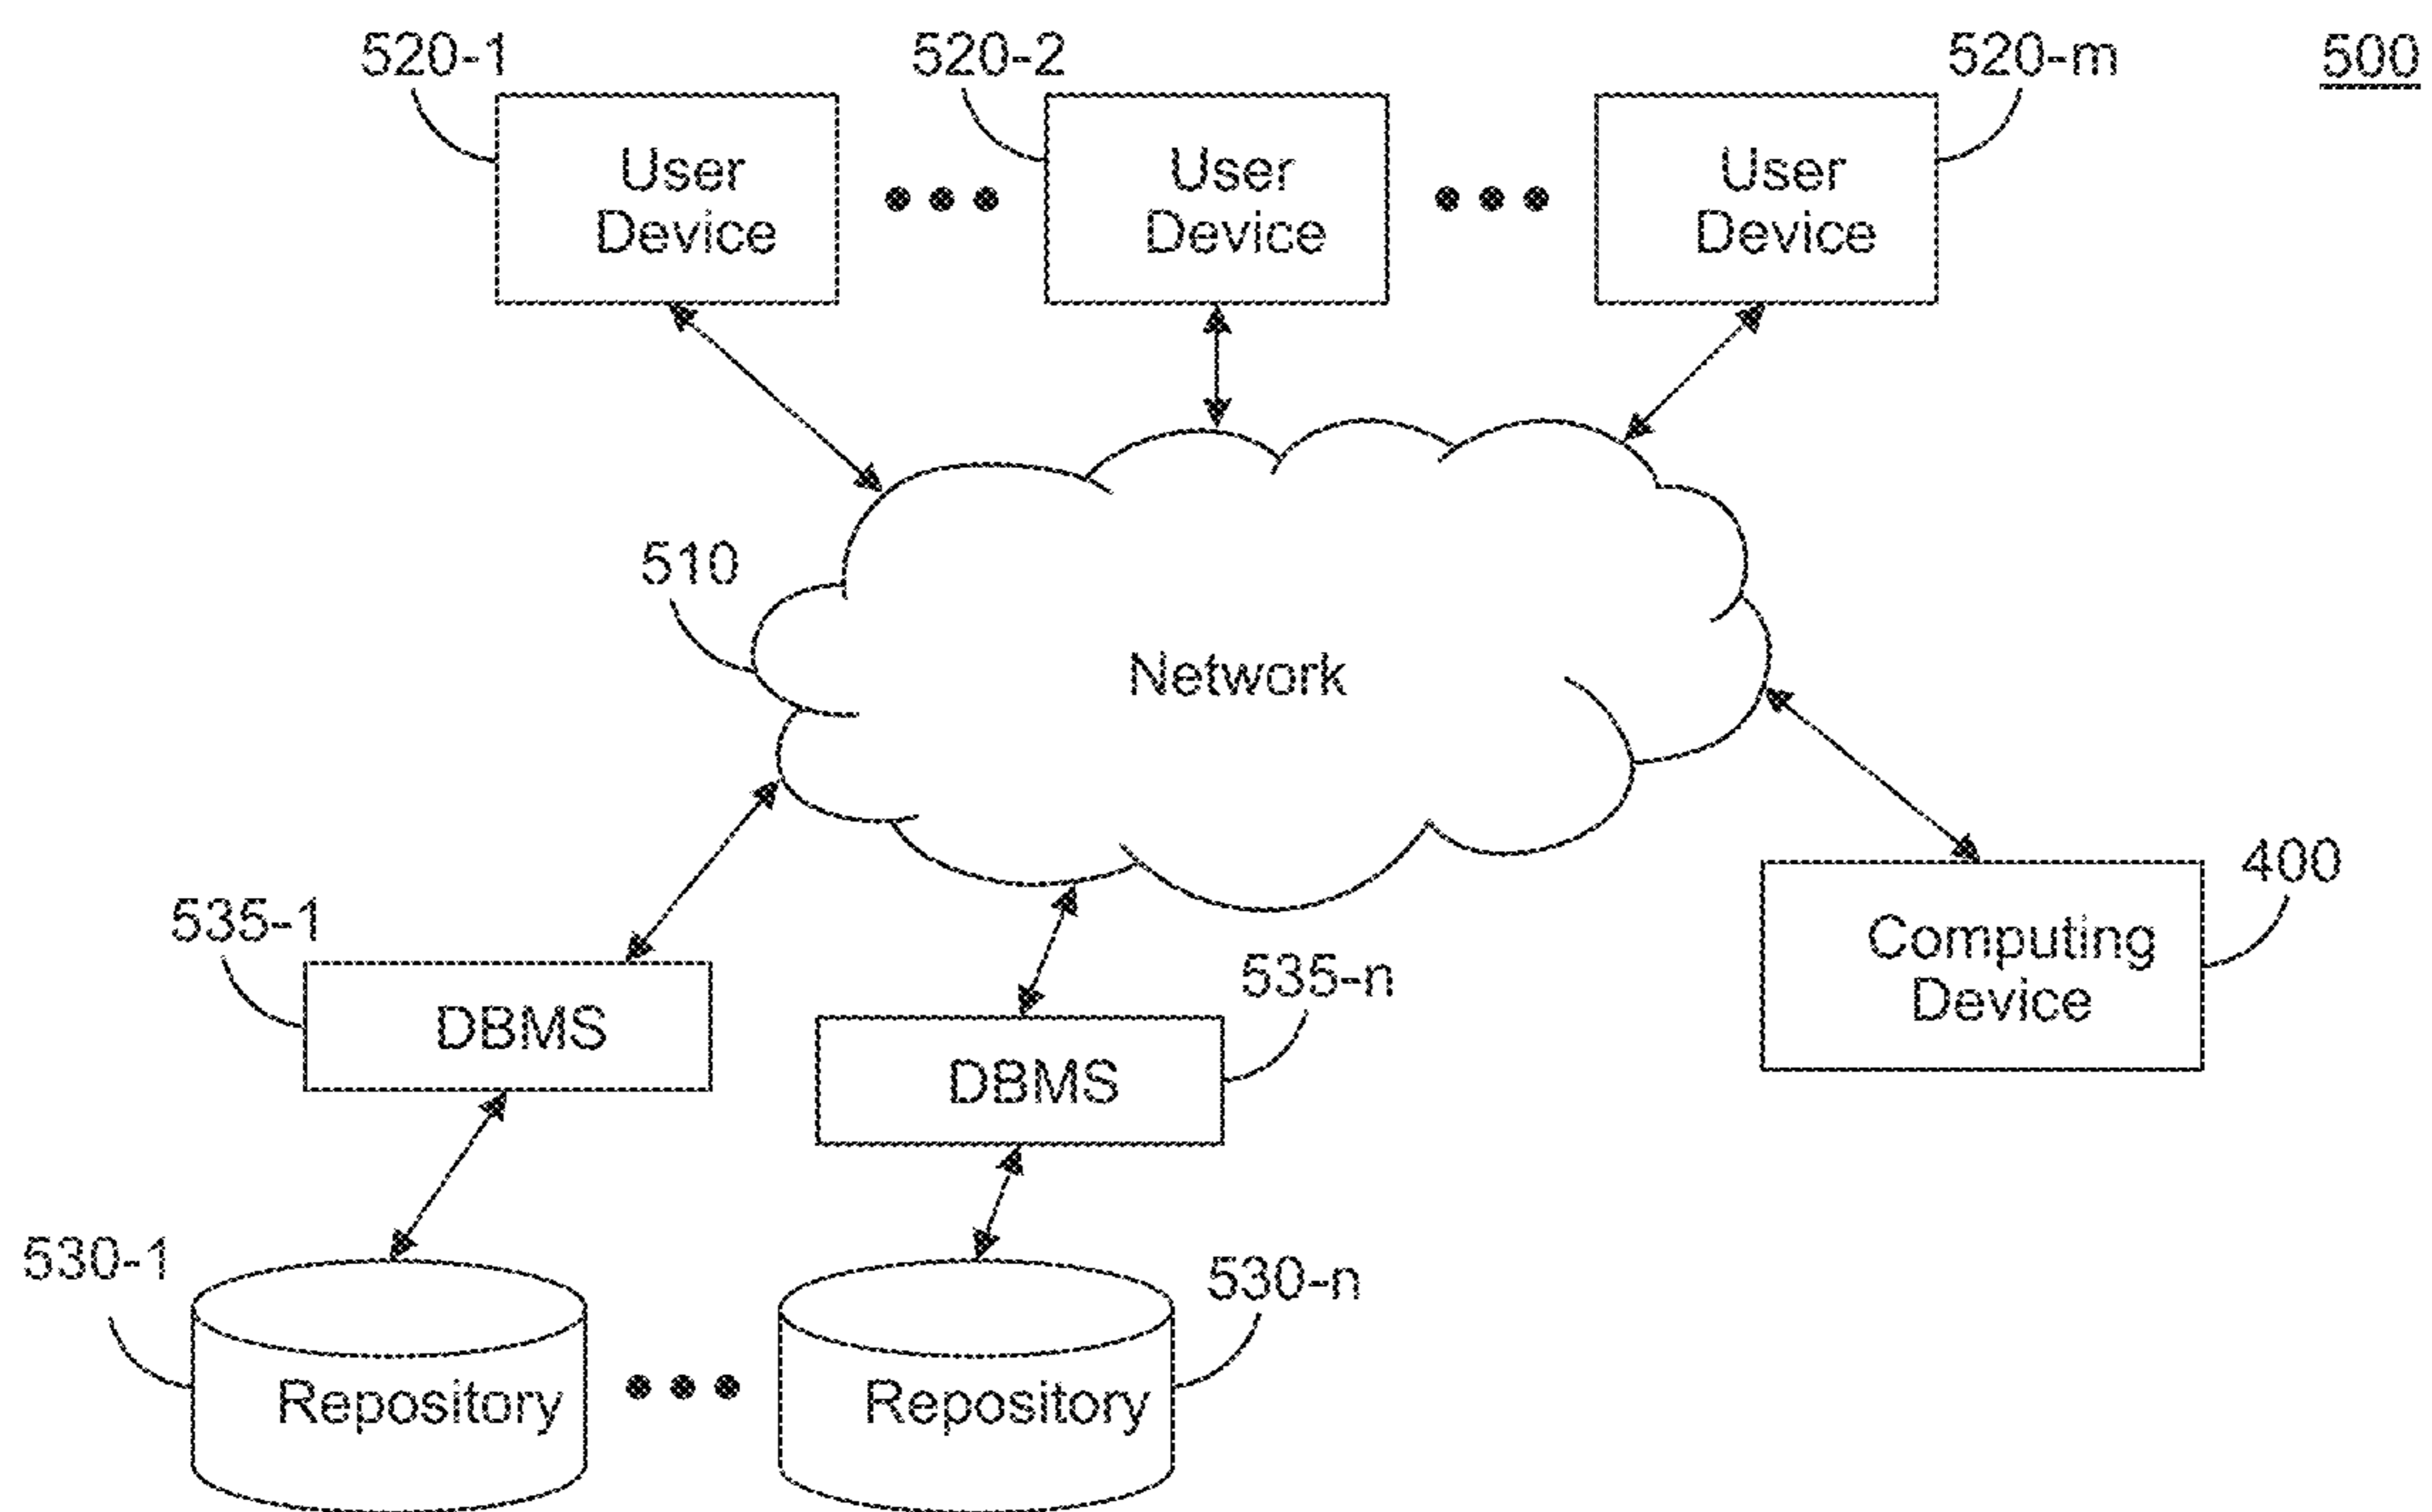 520-1
520-2
520-m
500
User
Device
User
Device
User
Device
510
Network
400
Computing
Device
535-1
DBMS
535-n
DBMS
530-1
Repository
530-n
Repository